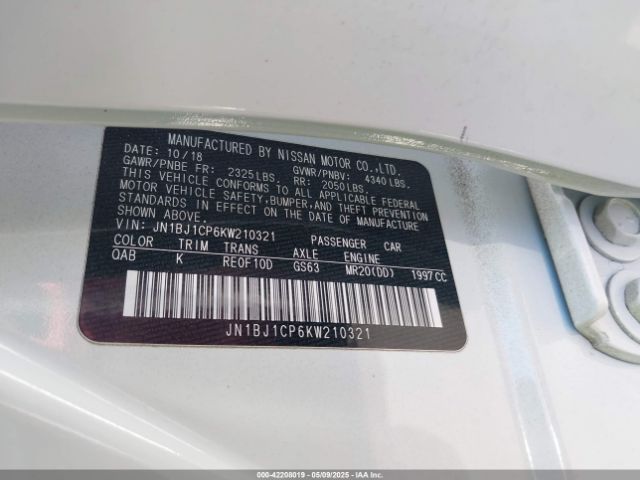 MANUFACTURED BY NISSAN MOTOR CO.,LTD.
DATE: 10/18 GVWR/PNBV: 4340 LBS.
GAWR/PNBE FR: 2325LBS. RR: 2050LBS.
THIS VEHICLE CONFORMS TO ALL APPLICABLE FEDERAL
MOTOR VEHICLE SAFETY,BUMPER,AND THEFT PREVENTION
STANDARDS IN EFFECT ON THE DATE OF MANUFACTURE
SHOWN ABOVE.
VIN: JN1BJ1CP6KW210321 PASSENGER CAR
COLOR TRIM TRANS AXLE ENGINE
QAB K RE0F10D GS63 MR20(DD) 1997CC
JN1BJ1CP6KW210321
000-42208019 | 05/09/2025 | IAA Inc.